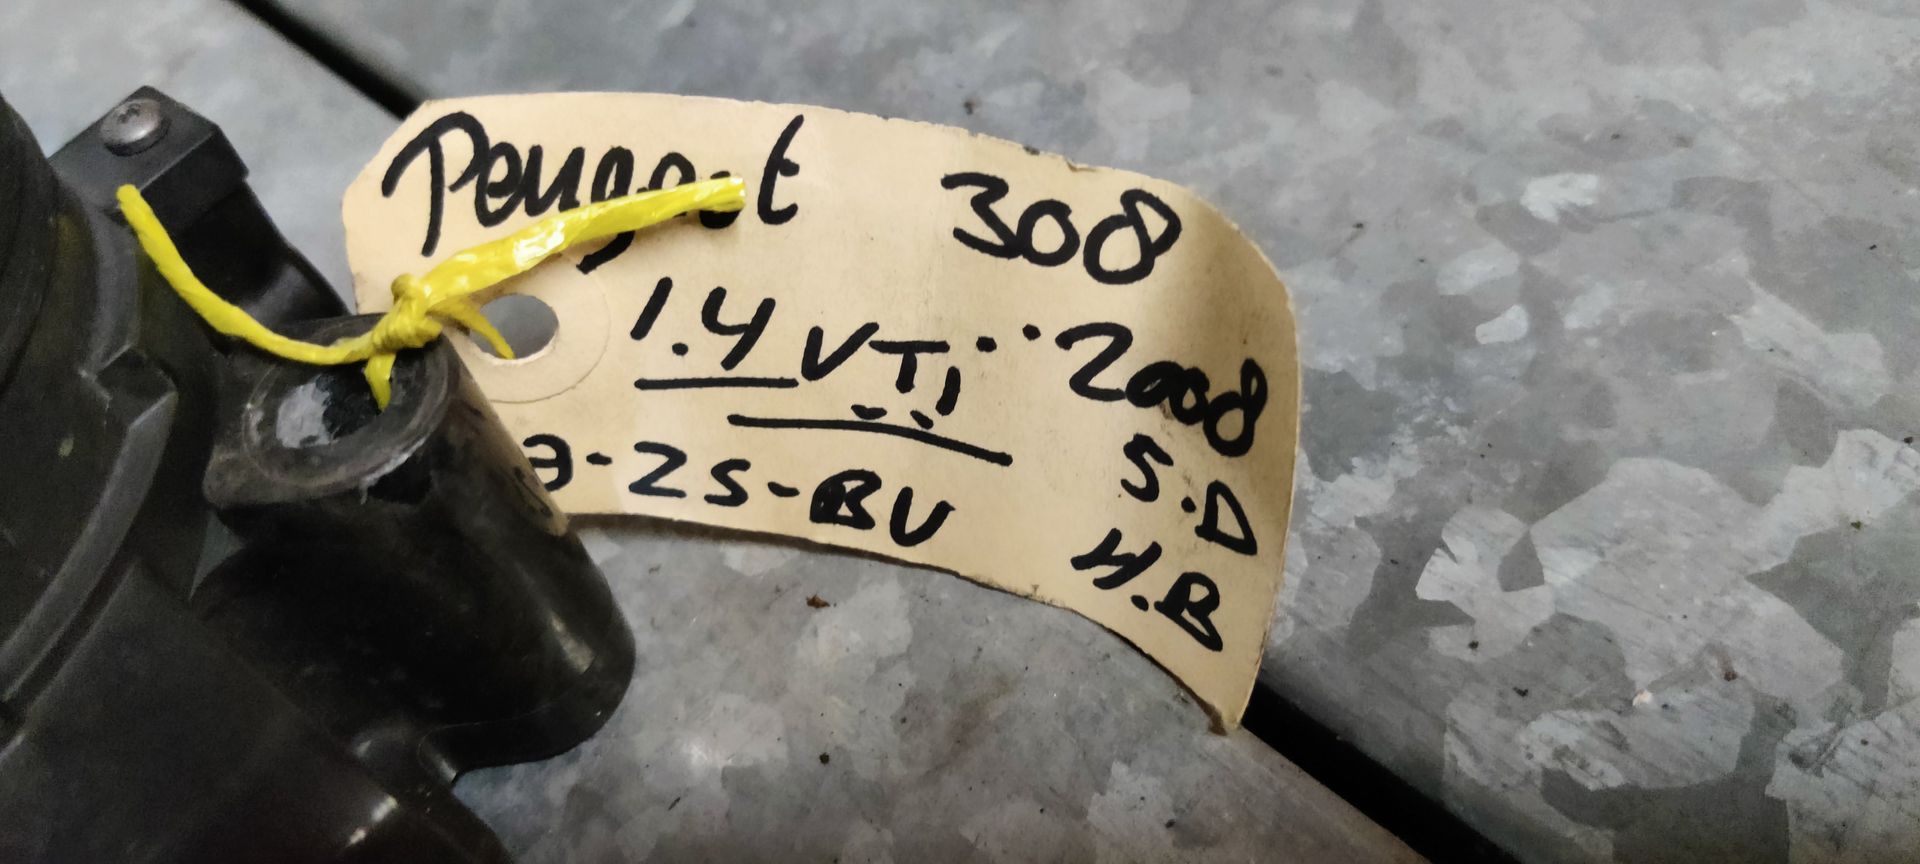 Peugeot 308
1.4 VTi 2008
-25-BV 5.D
H.B